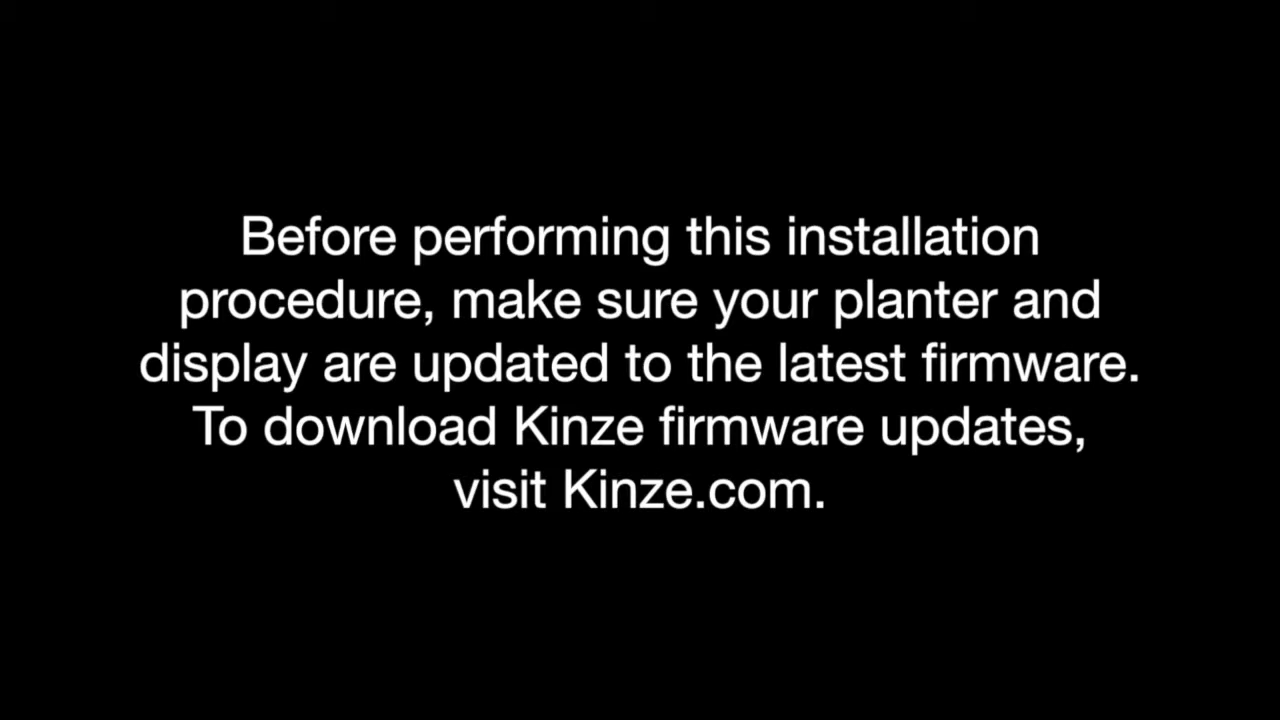 Before performing this installation
procedure, make sure your planter and
display are updated to the latest firmware.
To download Kinze firmware updates,
visit Kinze.com.